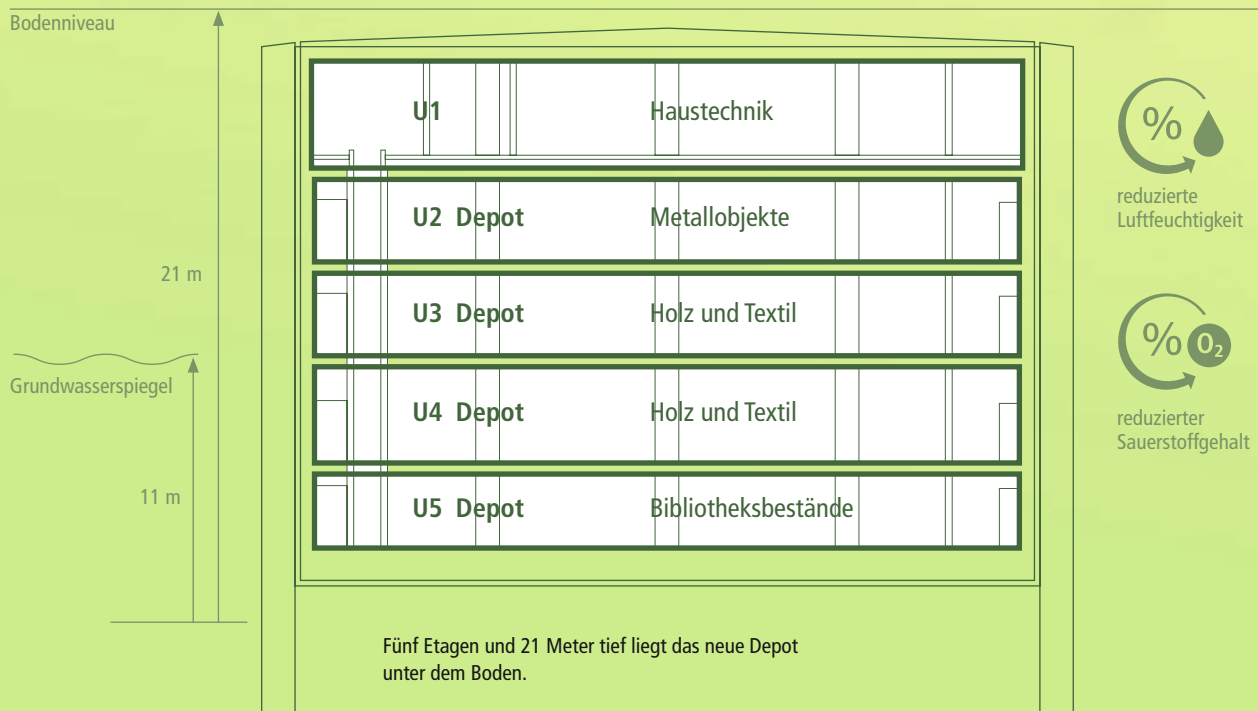 Bodenniveau
U1 Haustechnik
U2 Depot Metallobjekte
U3 Depot Holz und Textil
U4 Depot Holz und Textil
U5 Depot Bibliotheksbestände
21 m
Grundwasserspiegel
11 m
%
reduzierte
Luftfeuchtigkeit
% O₂
reduzierter
Sauerstoffgehalt
Fünf Etagen und 21 Meter tief liegt das neue Depot
unter dem Boden.